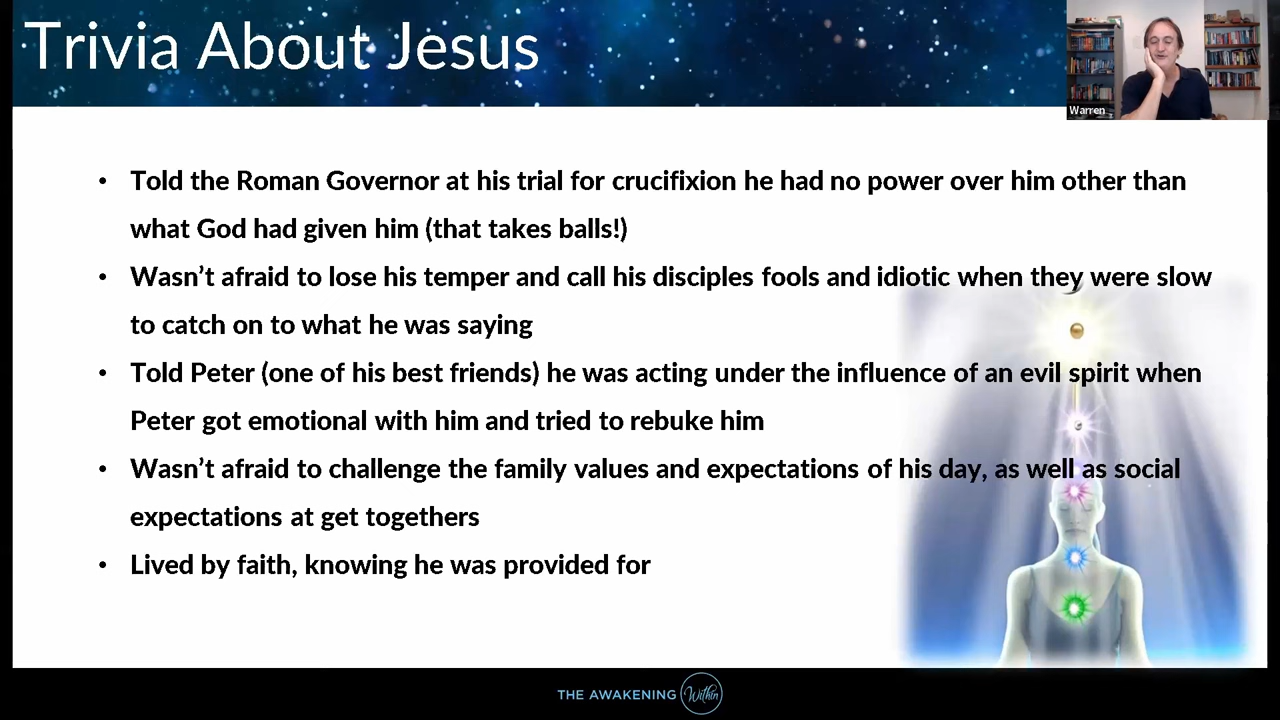 Trivia About Jesus
Warren
• Told the Roman Governor at his trial for crucifixion he had no power over him other than
what God had given him (that takes balls!)
• Wasn’t afraid to lose his temper and call his disciples fools and idiotic when they were slow
to catch on to what he was saying
• Told Peter (one of his best friends) he was acting under the influence of an evil spirit when
Peter got emotional with him and tried to rebuke him
• Wasn’t afraid to challenge the family values and expectations of his day, as well as social
expectations at get togethers
• Lived by faith, knowing he was provided for
THE AWAKENING Within